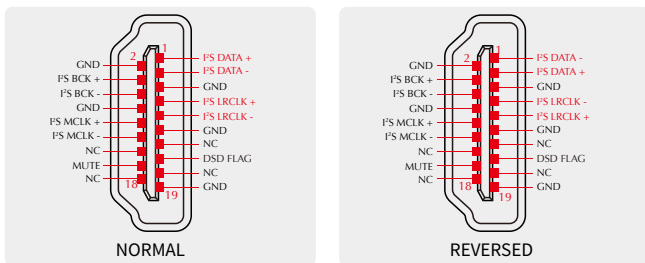 2
1
GND
I²S BCK +
I²S BCK -
GND
I²S MCLK +
I²S MCLK -
NC
MUTE
NC
18
I²S DATA +
I²S DATA -
GND
I²S LRCLK +
I²S LRCLK -
GND
NC
DSD FLAG
NC
GND
19
NORMAL
2
1
GND
I²S BCK +
I²S BCK -
GND
I²S MCLK +
I²S MCLK -
NC
MUTE
NC
18
I²S DATA -
I²S DATA +
GND
I²S LRCLK -
I²S LRCLK +
GND
NC
DSD FLAG
NC
GND
19
REVERSED